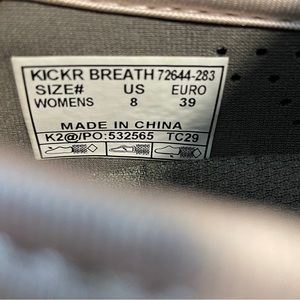 KICKR BREATH 72644-283
SIZE# US EURO
WOMENS 8 39
MADE IN CHINA
K2@/PO:532565 TC29